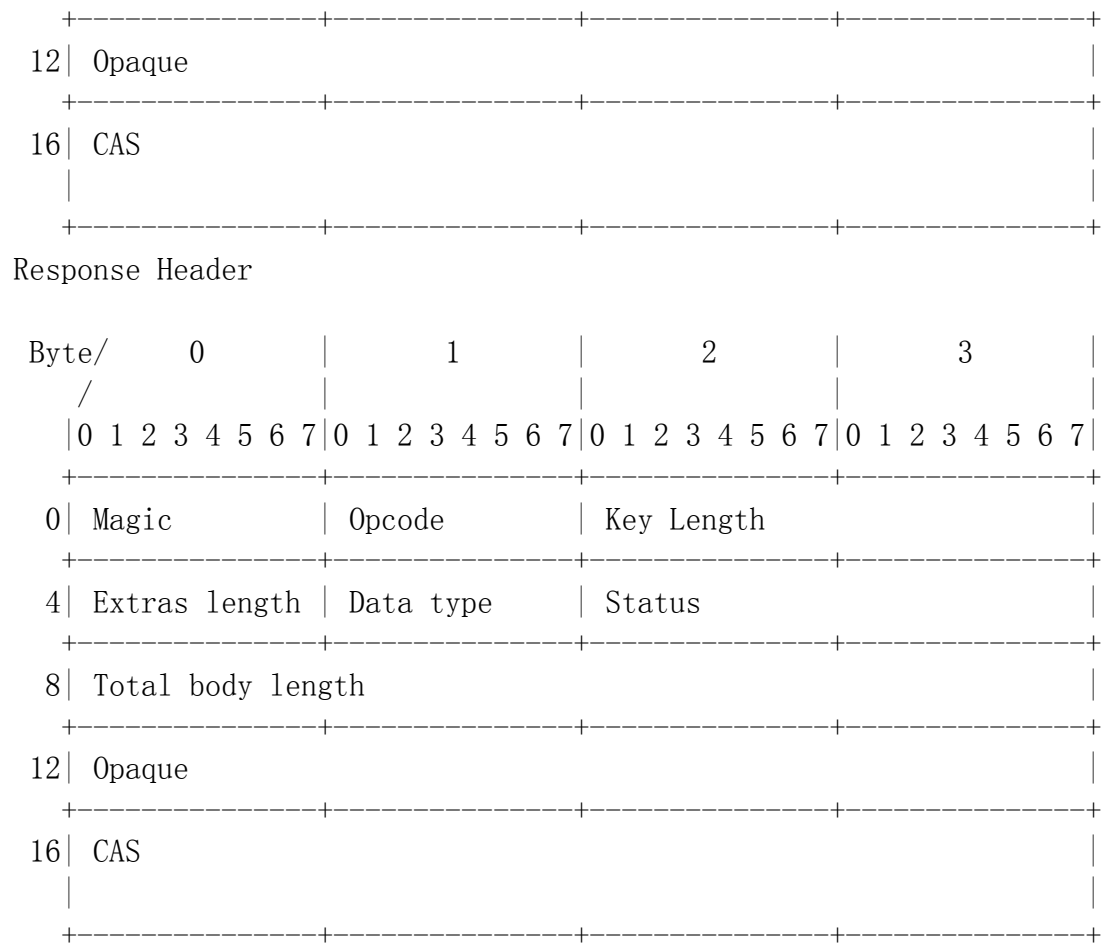 +---------------+---------------+---------------+---------------+
12| Opaque |
+---------------+---------------+---------------+---------------+
16| CAS |
| |
+---------------+---------------+---------------+---------------+
Response Header
Byte/ 0 | 1 | 2 | 3 |
/ | | | |
|0 1 2 3 4 5 6 7|0 1 2 3 4 5 6 7|0 1 2 3 4 5 6 7|0 1 2 3 4 5 6 7|
+---------------+---------------+---------------+---------------+
0| Magic | Opcode | Key Length |
+---------------+---------------+---------------+---------------+
4| Extras length | Data type | Status |
+---------------+---------------+---------------+---------------+
8| Total body length |
+---------------+---------------+---------------+---------------+
12| Opaque |
+---------------+---------------+---------------+---------------+
16| CAS |
| |
+---------------+---------------+---------------+---------------+